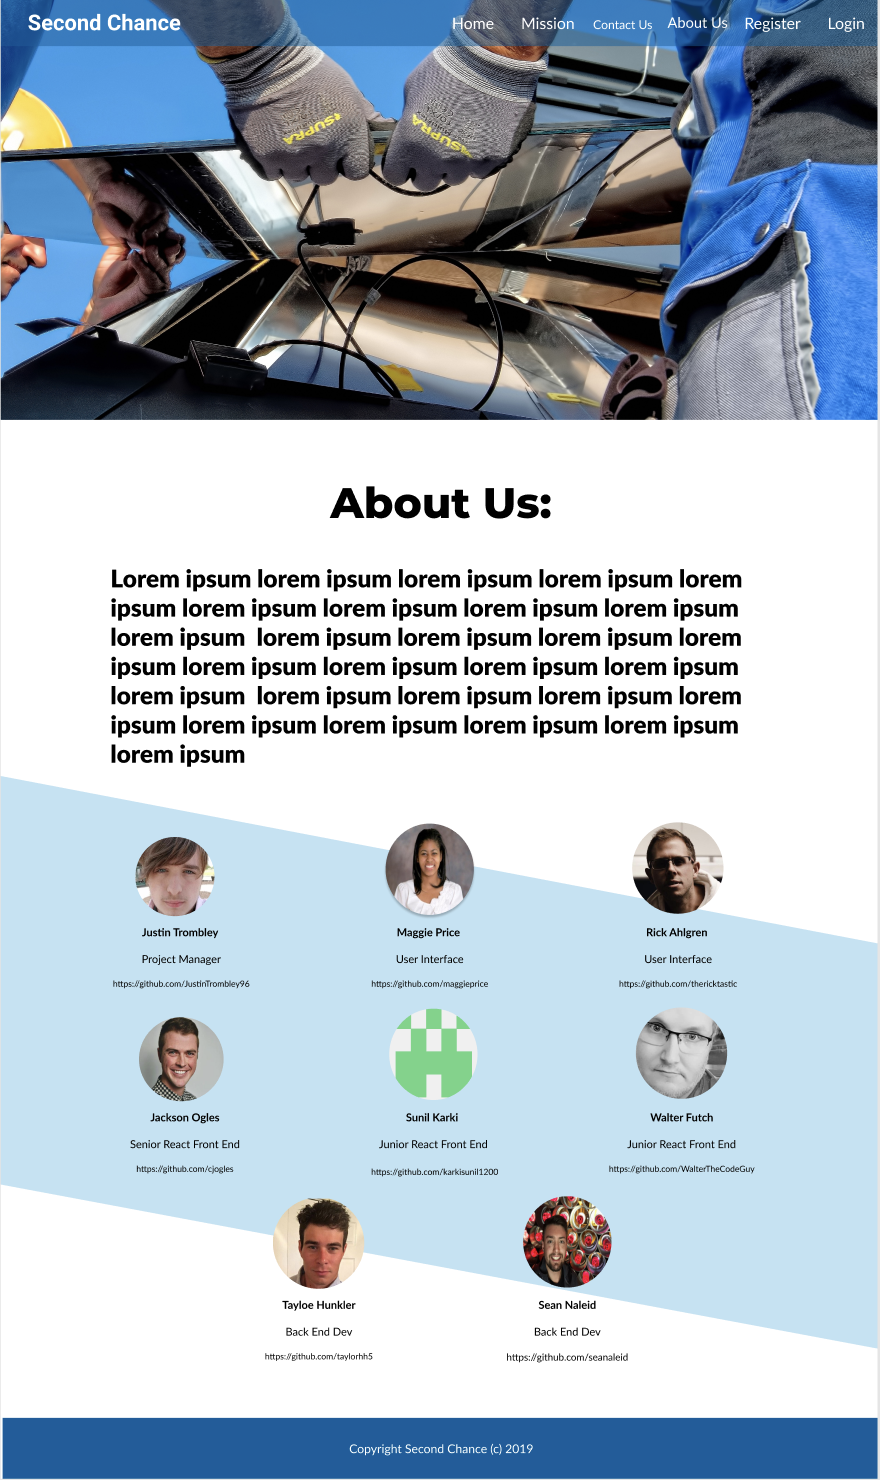 Second Chance
Home Mission Contact Us About Us Register Login
SUPRA
SUPRA
About Us:
Lorem ipsum lorem ipsum lorem ipsum lorem ipsum lorem
ipsum lorem ipsum lorem ipsum lorem ipsum lorem ipsum
lorem ipsum  lorem ipsum lorem ipsum lorem ipsum lorem
ipsum lorem ipsum lorem ipsum lorem ipsum lorem ipsum
lorem ipsum  lorem ipsum lorem ipsum lorem ipsum lorem
ipsum lorem ipsum lorem ipsum lorem ipsum lorem ipsum
lorem ipsum
Justin Trombley Maggie Price Rick Ahlgren
Project Manager User Interface User Interface
https://github.com/JustinTrombley96 https://github.com/maggieprice https://github.com/thericktastic
Jackson Ogles Sunil Karki Walter Futch
Senior React Front End Junior React Front End Junior React Front End
https://github.com/cjogles https://github.com/karkisunil1200 https://github.com/WalterTheCodeGuy
Tayloe Hunkler Sean Naleid
Back End Dev Back End Dev
https://github.com/taylorhh5 https://github.com/seanaleid
Copyright Second Chance (c) 2019